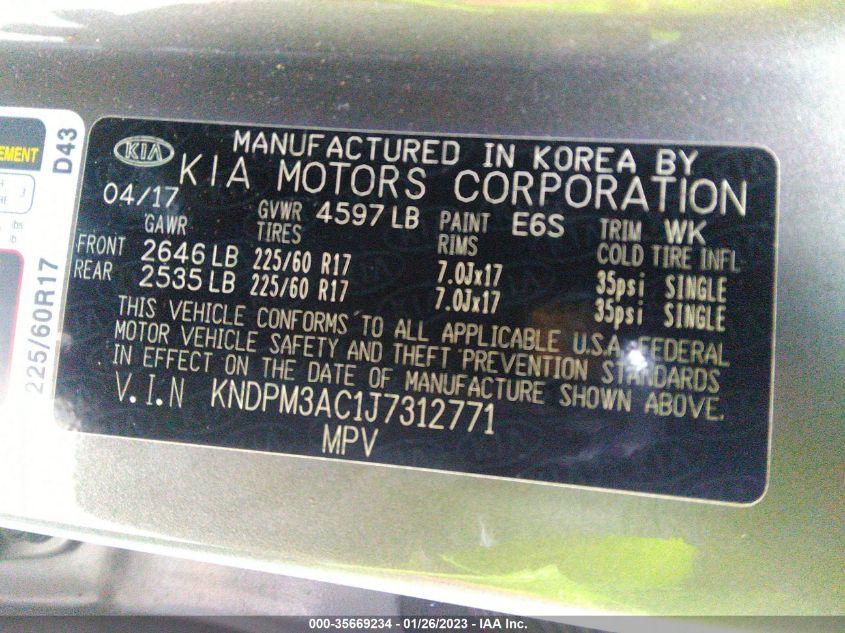 KIA
MANUFACTURED IN KOREA BY
KIA MOTORS CORPORATION
04/17
GVWR 4597 LB PAINT E6S TRIM WK
GAWR TIRES RIMS COLD TIRE INFL
FRONT 2646 LB 225/60 R17 7.0Jx17 35psi SINGLE
REAR 2535 LB 225/60 R17 7.0Jx17 35psi SINGLE
THIS VEHICLE CONFORMS TO ALL APPLICABLE U.S.A. FEDERAL
MOTOR VEHICLE SAFETY AND THEFT PREVENTION STANDARDS
IN EFFECT ON THE DATE OF MANUFACTURE SHOWN ABOVE.
V.I.N KNDPM3AC1J7312771
MPV
D43
225/60R17
000-35669234 - 01/26/2023 - IAA Inc.